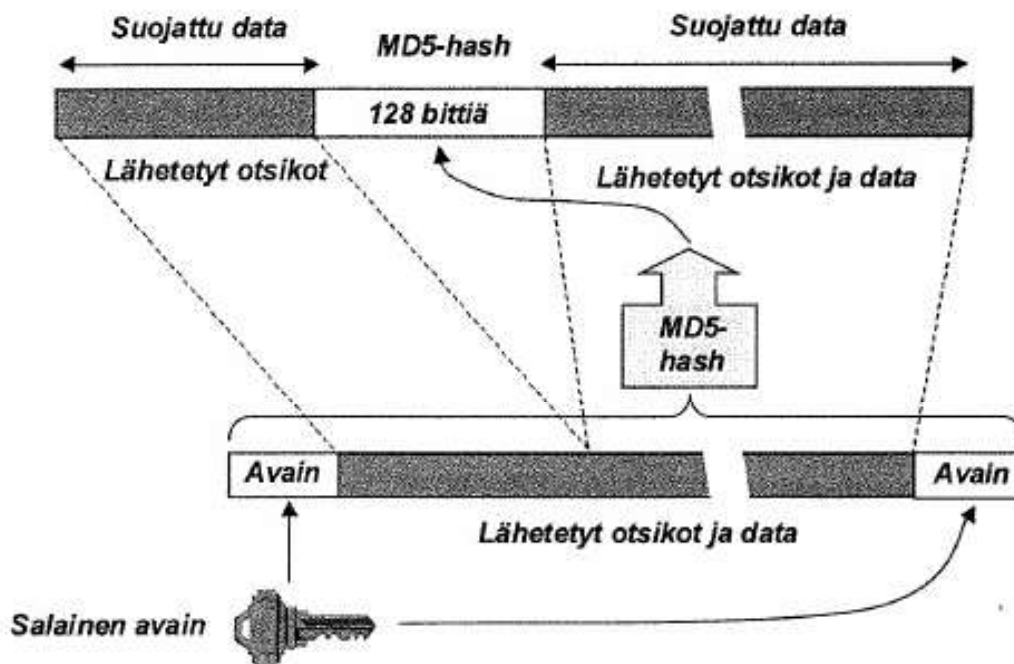 Suojattu data
MD5-hash
Suojattu data
128 bittiä
Lähetetyt otsikot
Lähetetyt otsikot ja data
MD5-
hash
Avain
Avain
Lähetetyt otsikot ja data
Salainen avain